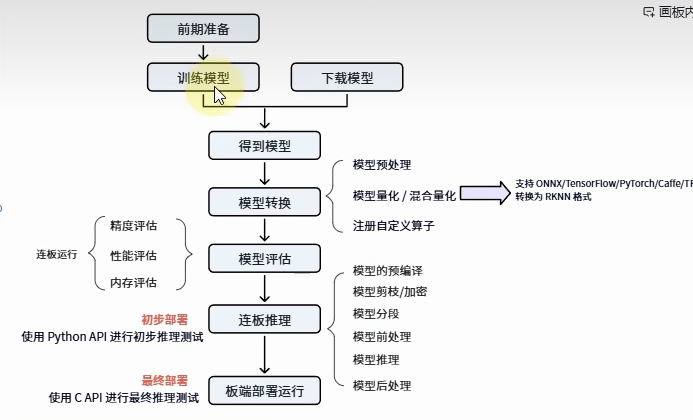 画板内
前期准备
训练模型
下载模型
得到模型
模型预处理
模型转换
模型量化 / 混合量化
支持 ONNX/TensorFlow/PyTorch/Caffe/TF
转换为 RKNN 格式
注册自定义算子
精度评估
连板运行
性能评估
模型评估
内存评估
模型的预编译
模型剪枝/加密
初步部署
使用 Python API 进行初步推理测试
连板推理
模型分段
模型前处理
模型推理
模型后处理
最终部署
使用 C API 进行最终推理测试
板端部署运行